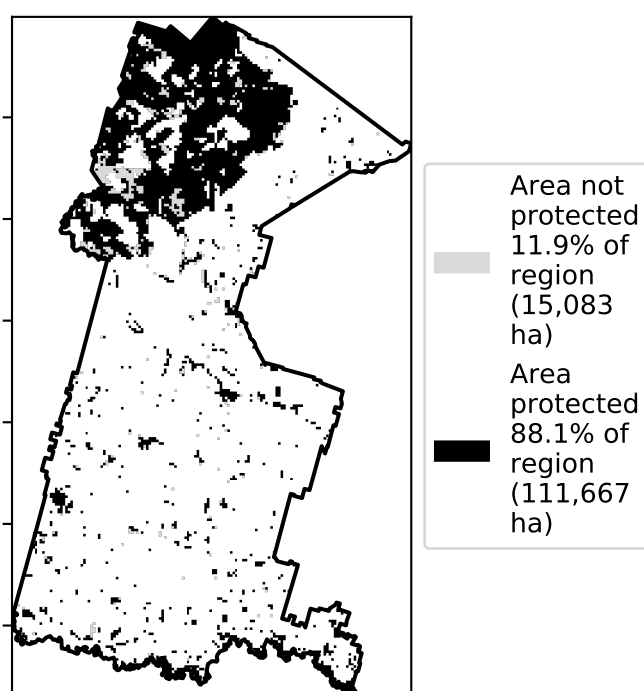 Area not
protected
11.9% of
region
(15,083
ha)
Area
protected
88.1% of
region
(111,667
ha)